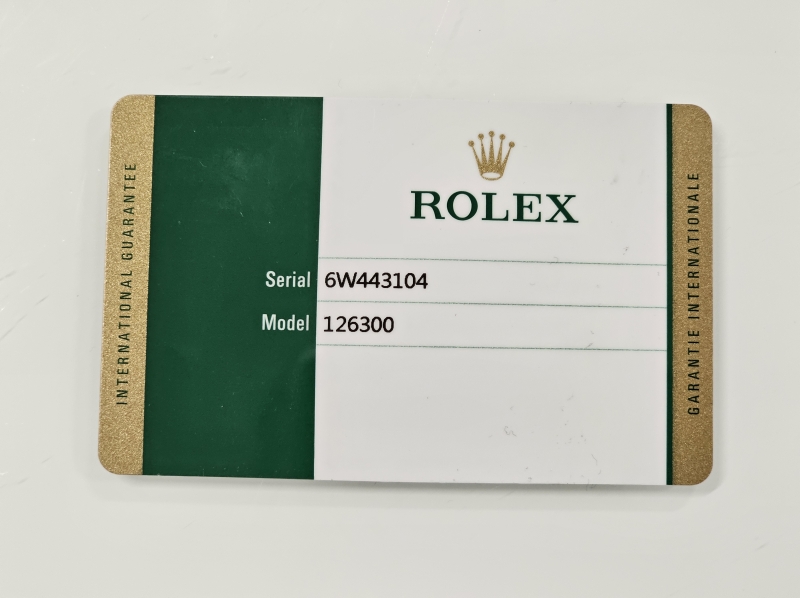 INTERNATIONAL GUARANTEE
ROLEX
Serial 6W443104
Model 126300
GARANTIE INTERNATIONALE